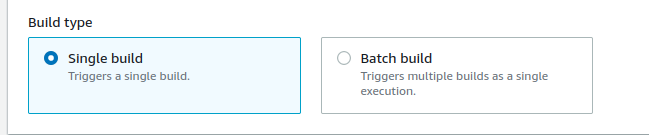 Build type
Single build
Triggers a single build.
Batch build
Triggers multiple builds as a single
execution.